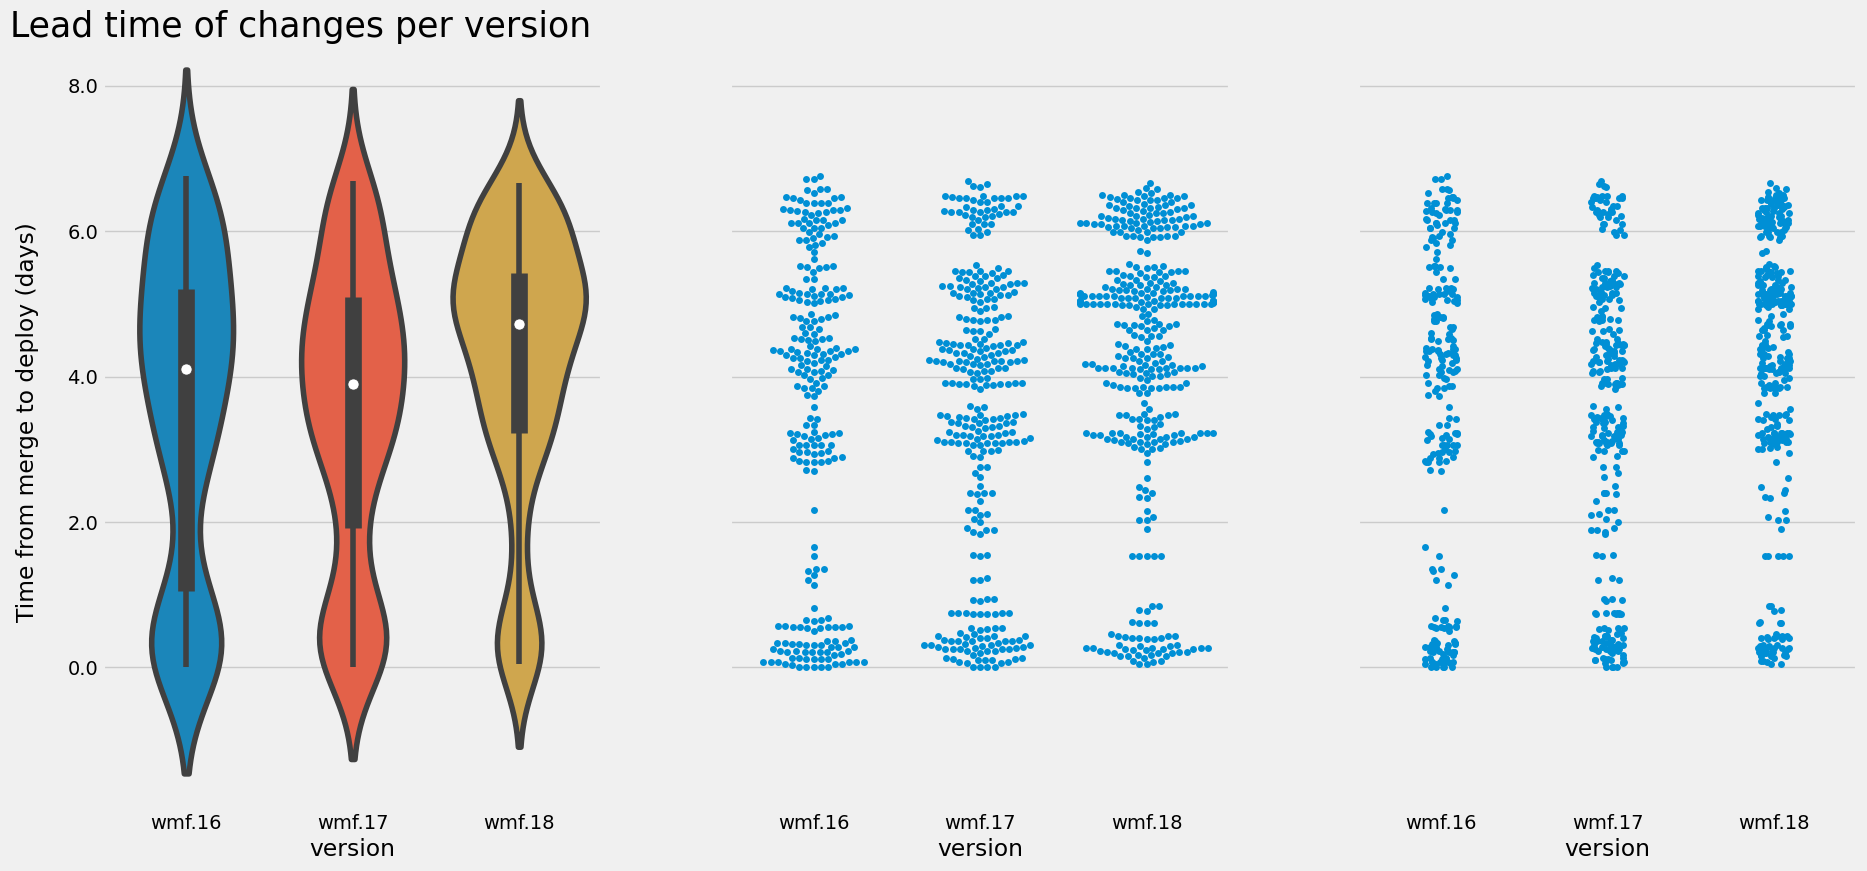 Lead time of changes per version
Time from merge to deploy (days)
8.0
6.0
4.0
2.0
0.0
wmf.16 wmf.17 wmf.18
version
wmf.16 wmf.17 wmf.18
version
wmf.16 wmf.17 wmf.18
version